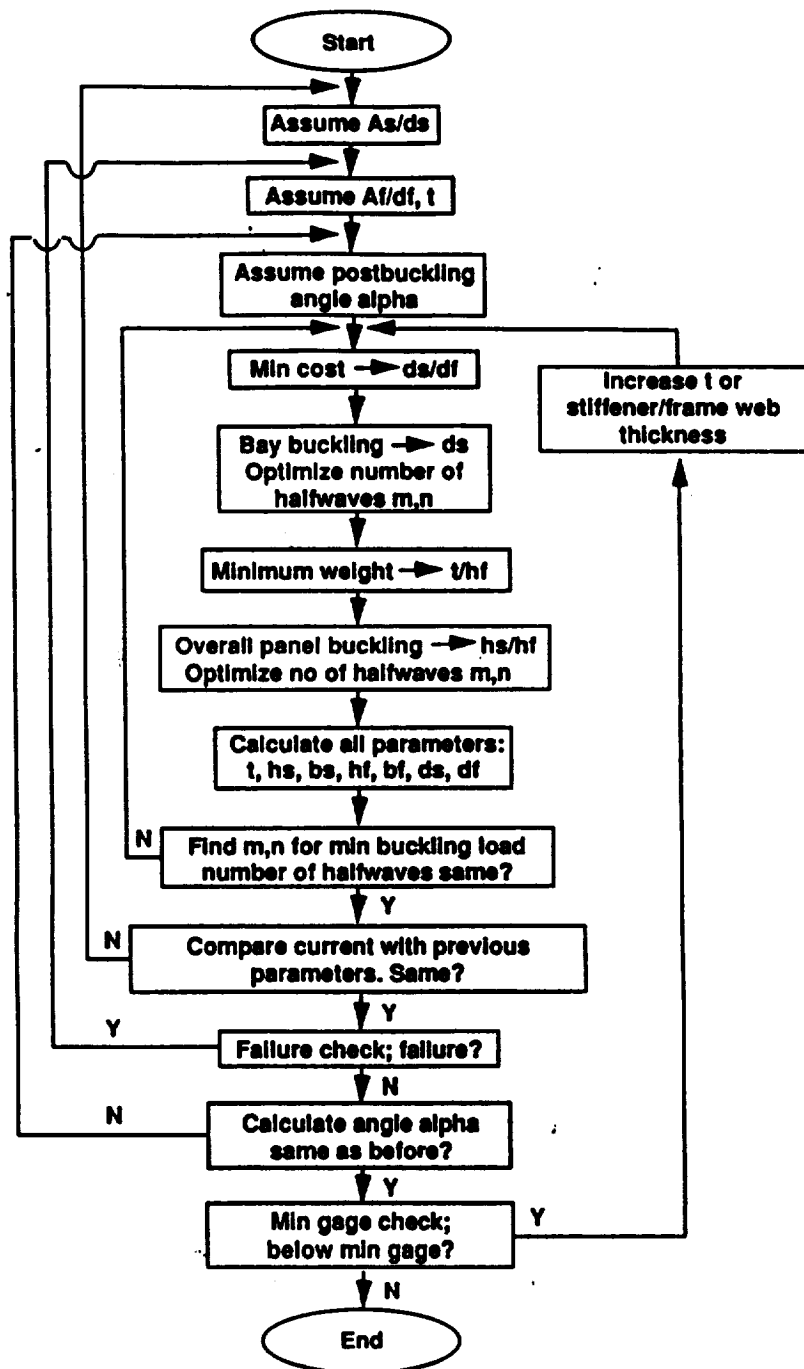 Start
Assume As/ds
Assume Af/df, t
Assume postbuckling
angle alpha
Min cost → ds/df
Increase t or
stiffener/frame web
thickness
Bay buckling → ds
Optimize number of
halfwaves m,n
Minimum weight → t/hf
Overall panel buckling → hs/hf
Optimize no of halfwaves m,n
Calculate all parameters:
t, hs, bs, hf, bf, ds, df
N
Find m,n for min buckling load
number of halfwaves same?
Y
N
Compare current with previous
parameters. Same?
Y
Y
Failure check; failure?
N
N
Calculate angle alpha
same as before?
Y
Min gage check;
below min gage?
Y
N
End